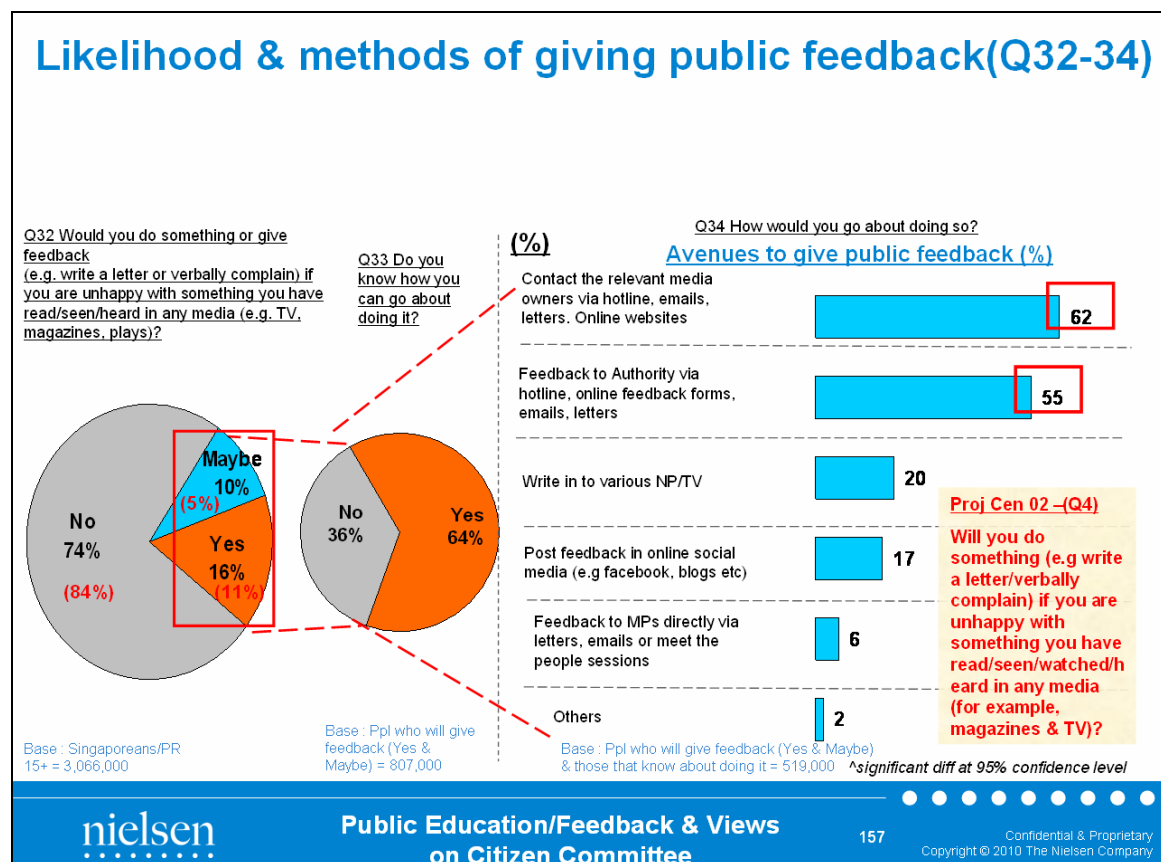 Likelihood & methods of giving public feedback(Q32-34)
Q32 Would you do something or give
feedback
(e.g. write a letter or verbally complain) if
you are unhappy with something you have
read/seen/heard in any media (e.g. TV,
magazines, plays)?
Q33 Do you
know how you
can go about
doing it?
No
74%
(84%)
Maybe
10%
(5%)
Yes
16%
(11%)
No
36%
Yes
64%
Base : Singaporeans/PR
15+ = 3,066,000
Base : Ppl who will give
feedback (Yes &
Maybe) = 807,000
(%)
Q34 How would you go about doing so?
Avenues to give public feedback (%)
Contact the relevant media
owners via hotline, emails,
letters. Online websites
62
Feedback to Authority via
hotline, online feedback forms,
emails, letters
55
Write in to various NP/TV
20
Post feedback in online social
media (e.g facebook, blogs etc)
17
Feedback to MPs directly via
letters, emails or meet the
people sessions
6
Others
2
Base : Ppl who will give feedback (Yes & Maybe)
& those that know about doing it = 519,000
Proj Cen 02 –(Q4)
Will you do
something (e.g write
a letter/verbally
complain) if you are
unhappy with
something you have
read/seen/watched/h
eard in any media
(for example,
magazines & TV)?
^significant diff at 95% confidence level
nielsen
Public Education/Feedback & Views
on Citizen Committee
157
Confidential & Proprietary
Copyright © 2010 The Nielsen Company